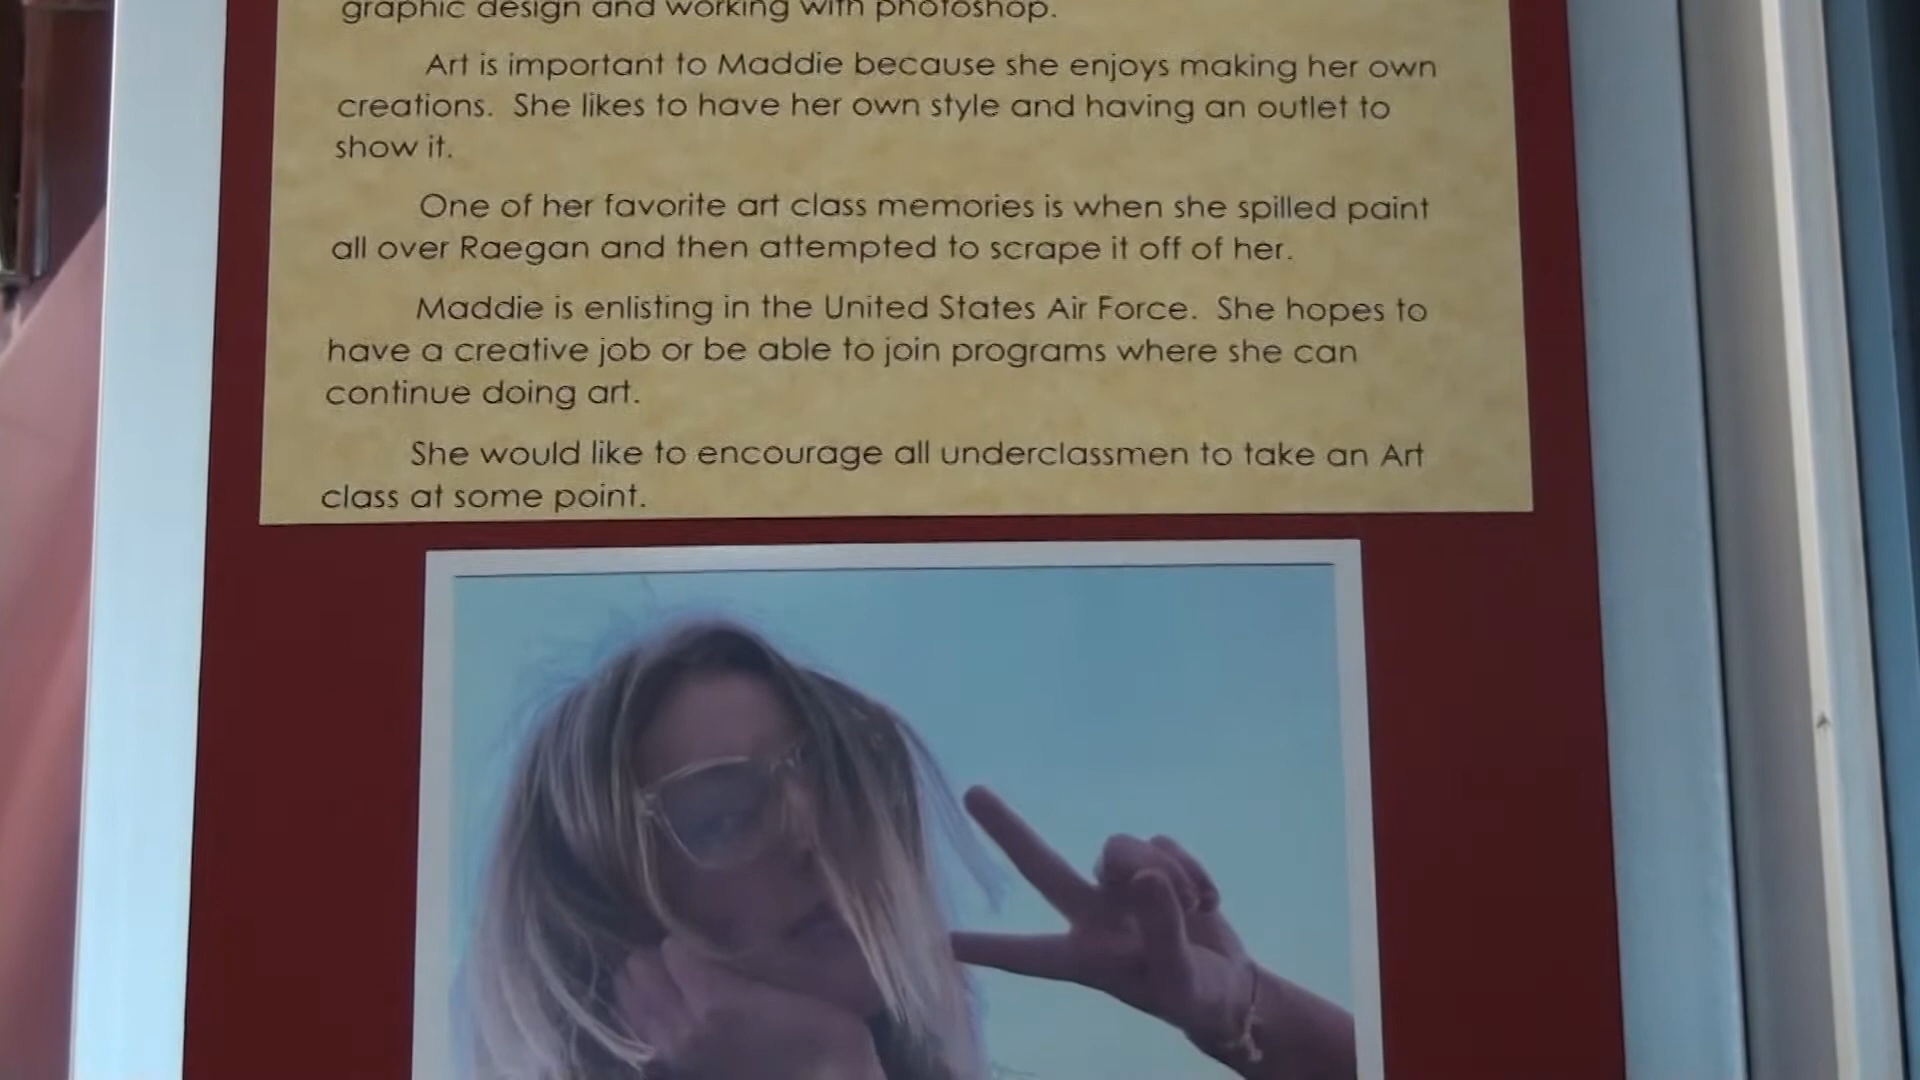 graphic design and working with photoshop.
Art is important to Maddie because she enjoys making her own
creations.  She likes to have her own style and having an outlet to
show it.
One of her favorite art class memories is when she spilled paint
all over Raegan and then attempted to scrape it off of her.
Maddie is enlisting in the United States Air Force.  She hopes to
have a creative job or be able to join programs where she can
continue doing art.
She would like to encourage all underclassmen to take an Art
class at some point.